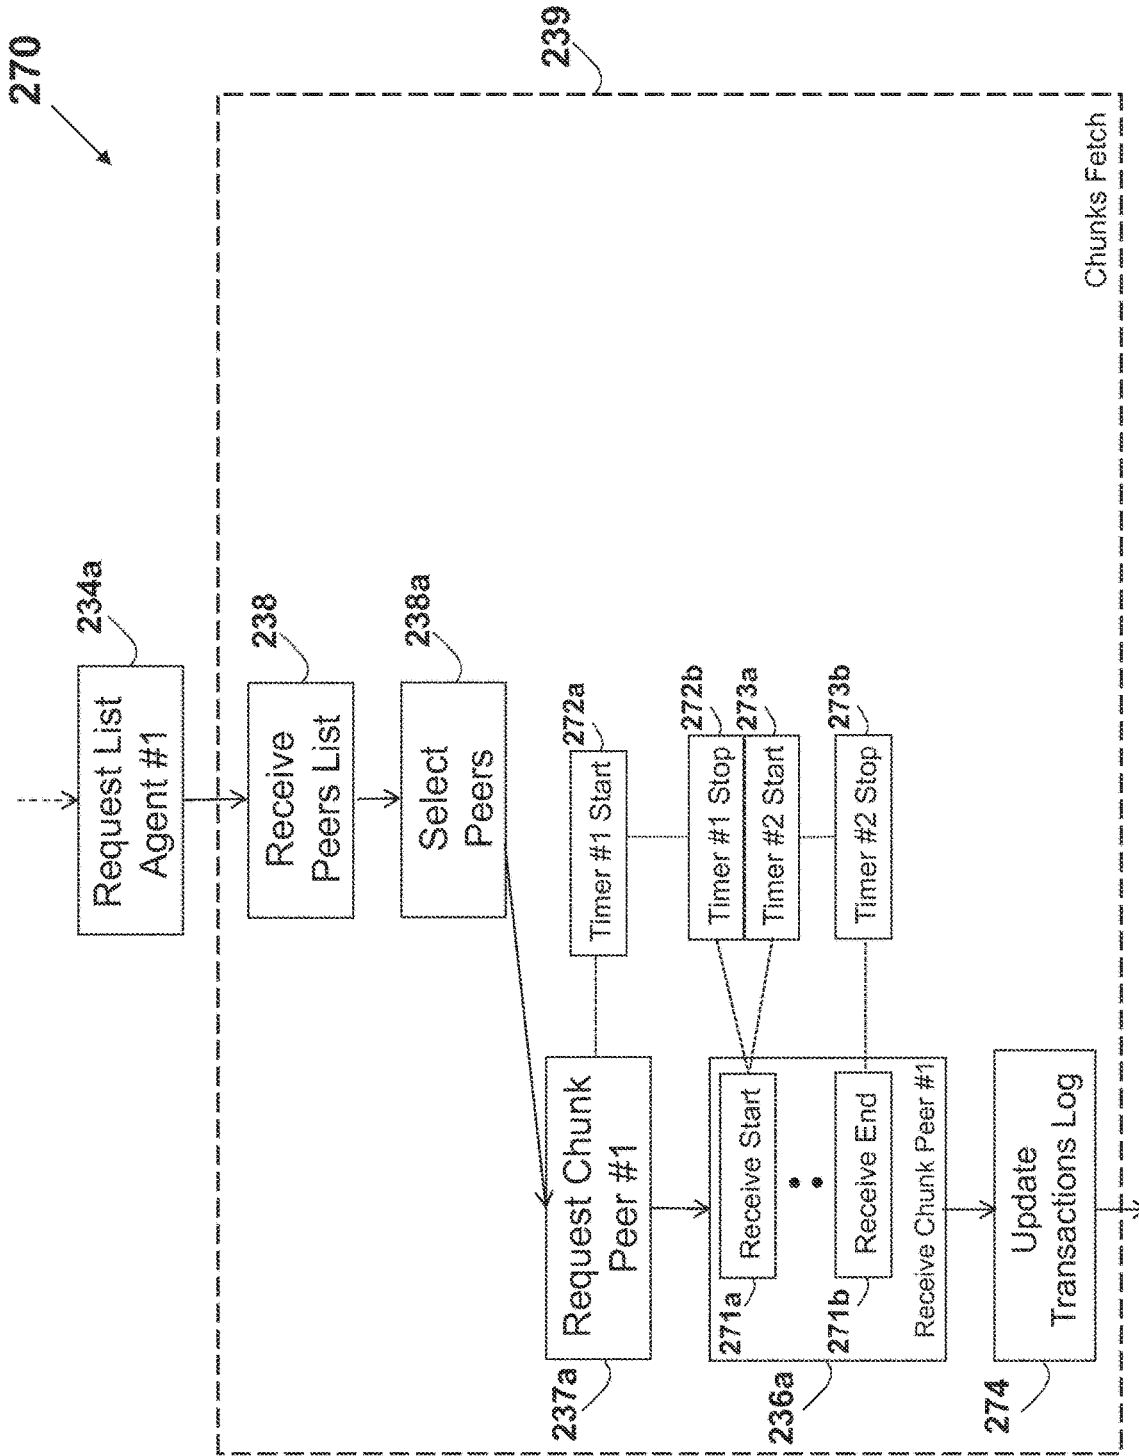 270
Request List
Agent #1
234a
239
Receive
Peers List
238
Select
Peers
238a
Request Chunk
Peer #1
237a
Timer #1 Start
272a
Receive Start
271a
Timer #1 Stop
272b
Timer #2 Start
273a
Receive End
271b
Timer #2 Stop
273b
Receive Chunk Peer #1
236a
Update
Transactions Log
274
Chunks Fetch